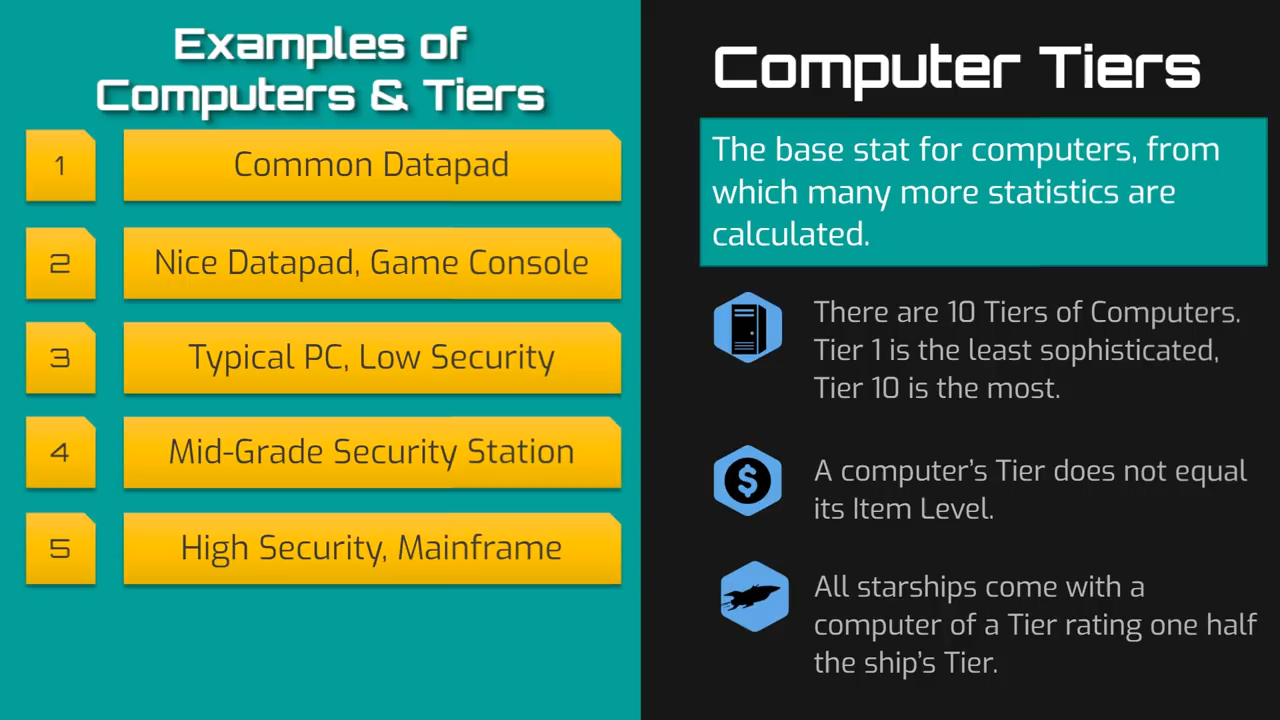 Examples of
Computers & Tiers
1
Common Datapad
2
Nice Datapad, Game Console
3
Typical PC, Low Security
4
Mid-Grade Security Station
5
High Security, Mainframe
Computer Tiers
The base stat for computers, from
which many more statistics are
calculated.
There are 10 Tiers of Computers.
Tier 1 is the least sophisticated,
Tier 10 is the most.
$
A computer’s Tier does not equal
its Item Level.
All starships come with a
computer of a Tier rating one half
the ship’s Tier.